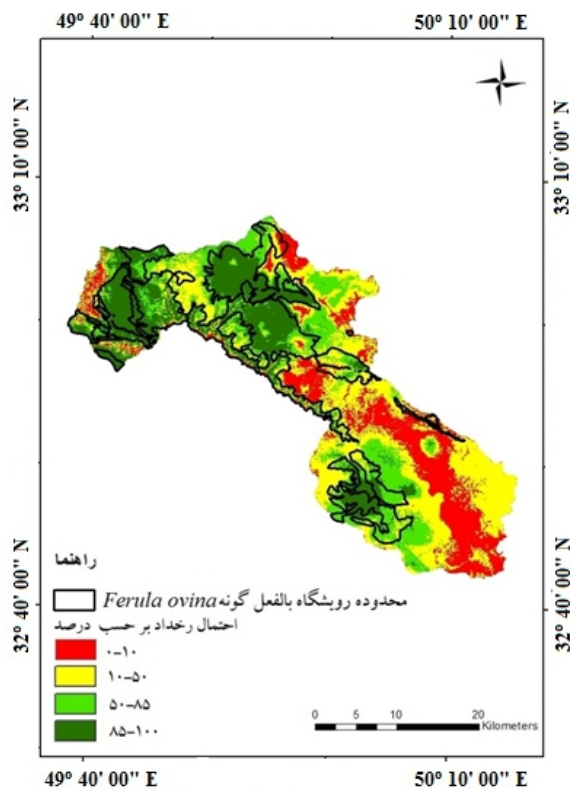 49° 40' 00'' E
50° 10' 00'' E
33° 10' 00'' N
33° 10' 00'' N
32° 40' 00'' N
32° 40' 00'' N
راهنما
محدوده رویشگاه بالفعل گونه Ferula ovina
احتمال رخداد بر حسب درصد
۰-۱۰
۱۰-۵۰
۵۰-۸۵
۸۵-۱۰۰
0 5 10 20
Kilometers
49° 40' 00'' E
50° 10' 00'' E